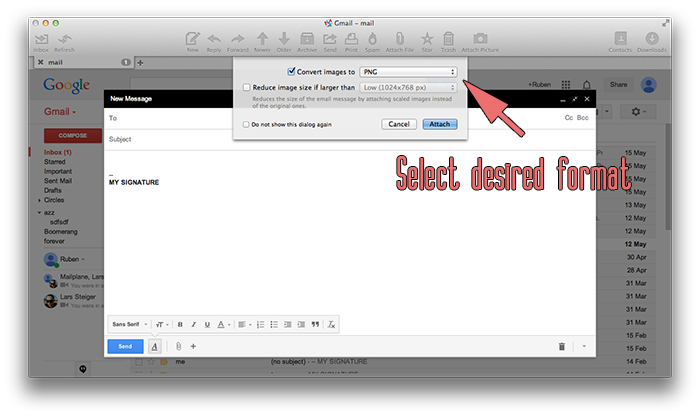 Gmail – mail
Inbox Refresh New Reply Forward Newer Older Archive Send Print Spam Attach File Star Trash Attach Picture Contacts Downloads
mail
Convert images to PNG
Reduce image size if larger than Low (1024x768 px)
Reduces the size of the email message by attaching scaled images instead
of the original ones.
Do not show this dialog again Cancel Attach
Google
+Ruben Share
Gmail
COMPOSE
Inbox (1)
Starred
Important
Sent Mail
Drafts
Circles
azz
sdfsdf
Boomerang
forever
Ruben
Mailplane, Lars
You were in a
Lars Steiger
You were in a
New Message
To Cc Bcc
Subject
--
MY SIGNATURE
Select desired format
15 May
15 May
15 May
15 May
13 May
12 May
12 May
12 May
30 Apr
28 Apr
31 Mar
31 Mar
31 Mar
15 Feb
15 Feb
14 Feb
Sans Serif T B I U A
Send A
me (no subject) - -- MY SIGNATURE